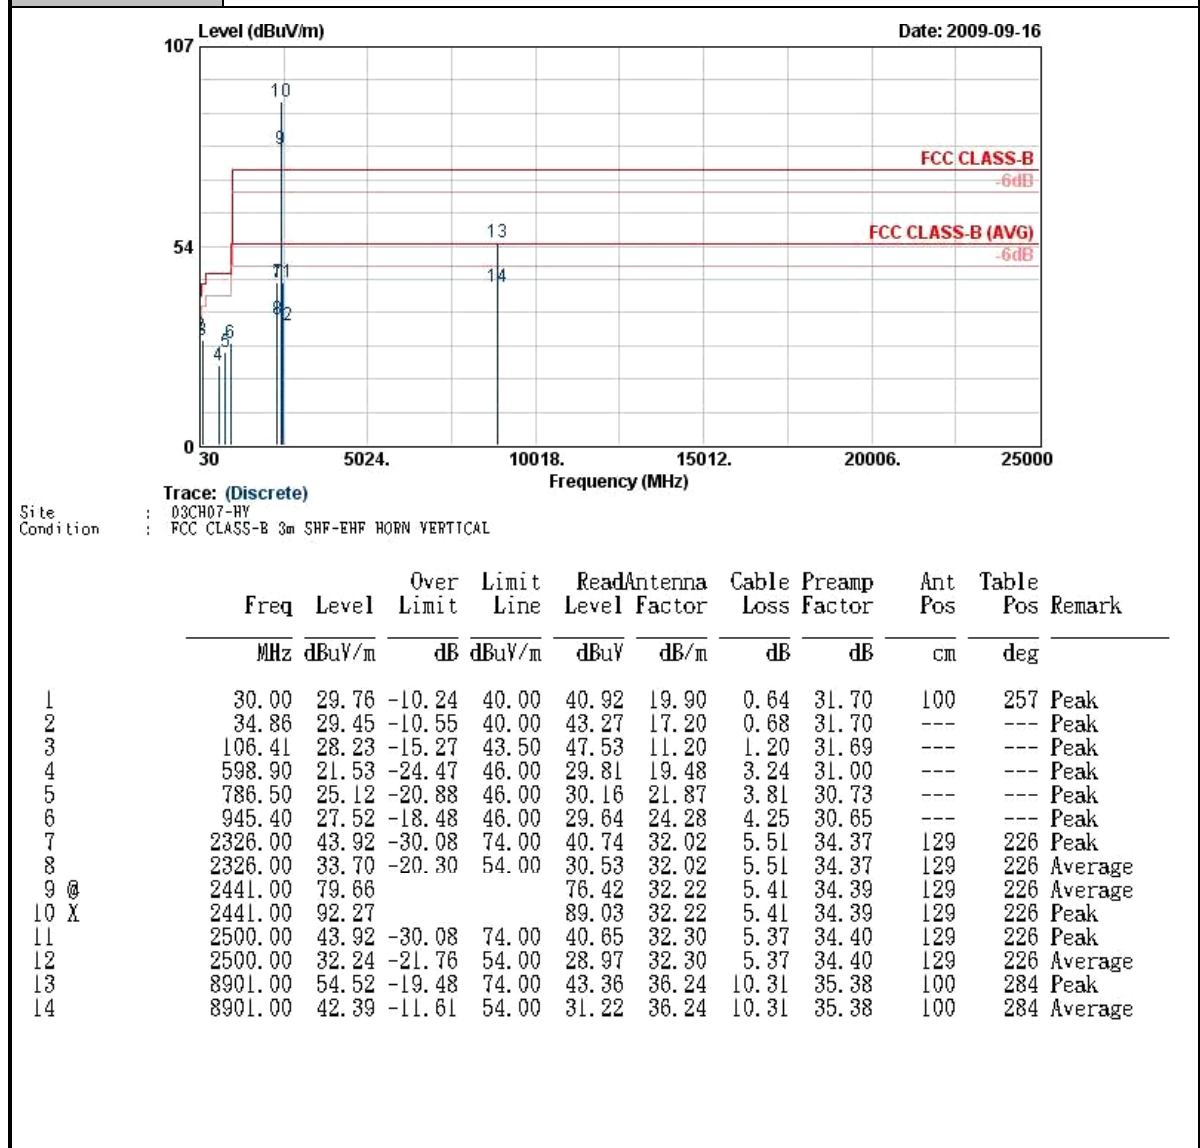 Level (dBuV/m) Date: 2009-09-16
107
10
9
FCC CLASS-B
-6dB
13
FCC CLASS-B (AVG)
54
-6dB
71
14
8 2
3
6
5
4
0
30 5024. 10018. 15012. 20006. 25000
Frequency (MHz)
Trace: (Discrete)
Site : 03CH07-HY
Condition : FCC CLASS-B 3m SHF-EHF HORN VERTICAL
Over Limit ReadAntenna Cable Preamp Ant Table
Freq Level Limit Line Level Factor Loss Factor Pos Pos Remark
MHz dBuV/m dB dBuV/m dBuV dB/m dB dB cm deg
1 30.00 29.76 -10.24 40.00 40.92 19.90 0.64 31.70 100 257 Peak
2 34.86 29.45 -10.55 40.00 43.27 17.20 0.68 31.70 --- --- Peak
3 106.41 28.23 -15.27 43.50 47.53 11.20 1.20 31.69 --- --- Peak
4 598.90 21.53 -24.47 46.00 29.81 19.48 3.24 31.00 --- --- Peak
5 786.50 25.12 -20.88 46.00 30.16 21.87 3.81 30.73 --- --- Peak
6 945.40 27.52 -18.48 46.00 29.64 24.28 4.25 30.65 --- --- Peak
7 2326.00 43.92 -30.08 74.00 40.74 32.02 5.51 34.37 129 226 Peak
8 2326.00 33.70 -20.30 54.00 30.53 32.02 5.51 34.37 129 226 Average
9 @ 2441.00 79.66 76.42 32.22 5.41 34.39 129 226 Average
10 X 2441.00 92.27 89.03 32.22 5.41 34.39 129 226 Peak
11 2500.00 43.92 -30.08 74.00 40.65 32.30 5.37 34.40 129 226 Peak
12 2500.00 32.24 -21.76 54.00 28.97 32.30 5.37 34.40 129 226 Average
13 8901.00 54.52 -19.48 74.00 43.36 36.24 10.31 35.38 100 284 Peak
14 8901.00 42.39 -11.61 54.00 31.22 36.24 10.31 35.38 100 284 Average